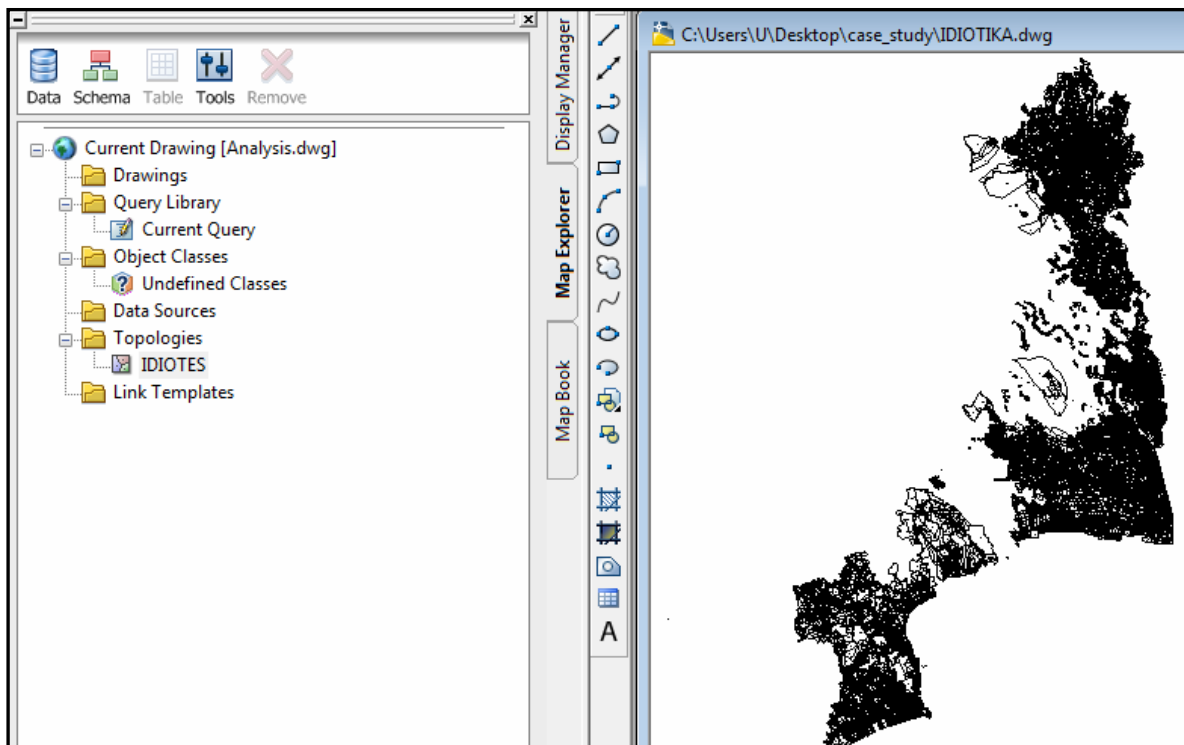 Data Schema Table Tools Remove
Current Drawing [Analysis.dwg]
Drawings
Query Library
Current Query
Object Classes
Undefined Classes
Data Sources
Topologies
IDIOTES
Link Templates
Display Manager
Map Explorer
Map Book
A
C:\Users\U\Desktop\case_study\IDIOTIKA.dwg